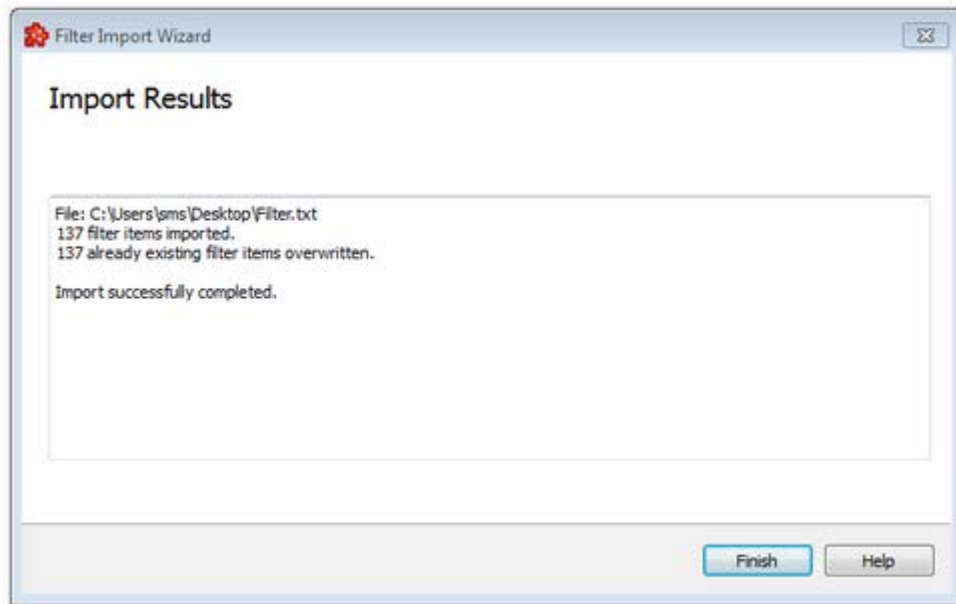 Filter Import Wizard
Import Results
File: C:\Users\sms\Desktop\Filter.txt
137 filter items imported.
137 already existing filter items overwritten.
Import successfully completed.
Finish
Help